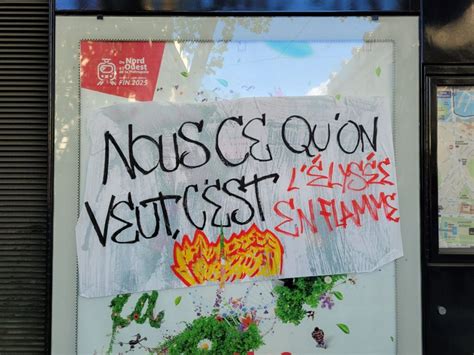 Nord
Ouest
FIN 2025
NOUS CE QU'ON
VEUT, C'EST L'ÉLYSÉE
EN FLAMME